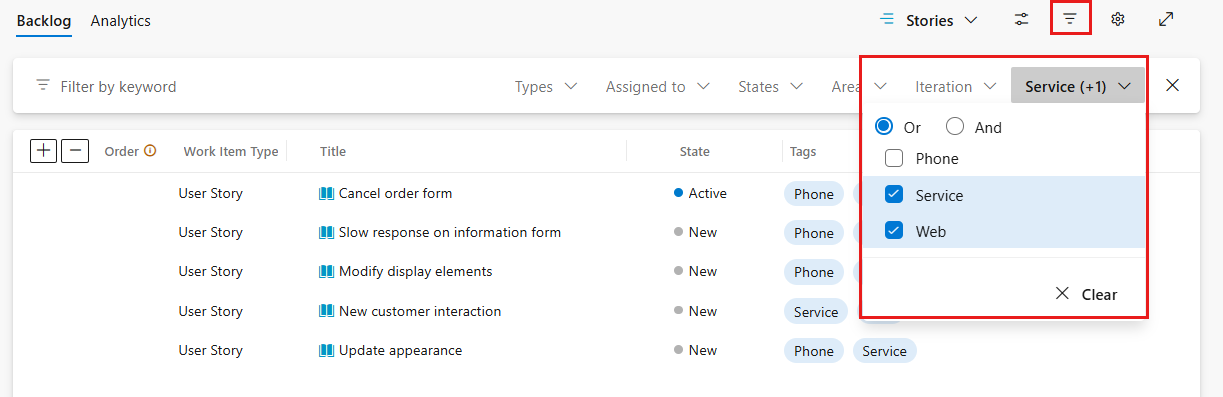 Backlog Analytics Stories
Filter by keyword Types Assigned to States Area Iteration Service (+1)
Or And
Phone
Service
Web
Clear
Order Work Item Type Title State Tags
User Story Cancel order form Active Phone
User Story Slow response on information form New Phone
User Story Modify display elements New Phone
User Story New customer interaction New Service
User Story Update appearance New Phone Service